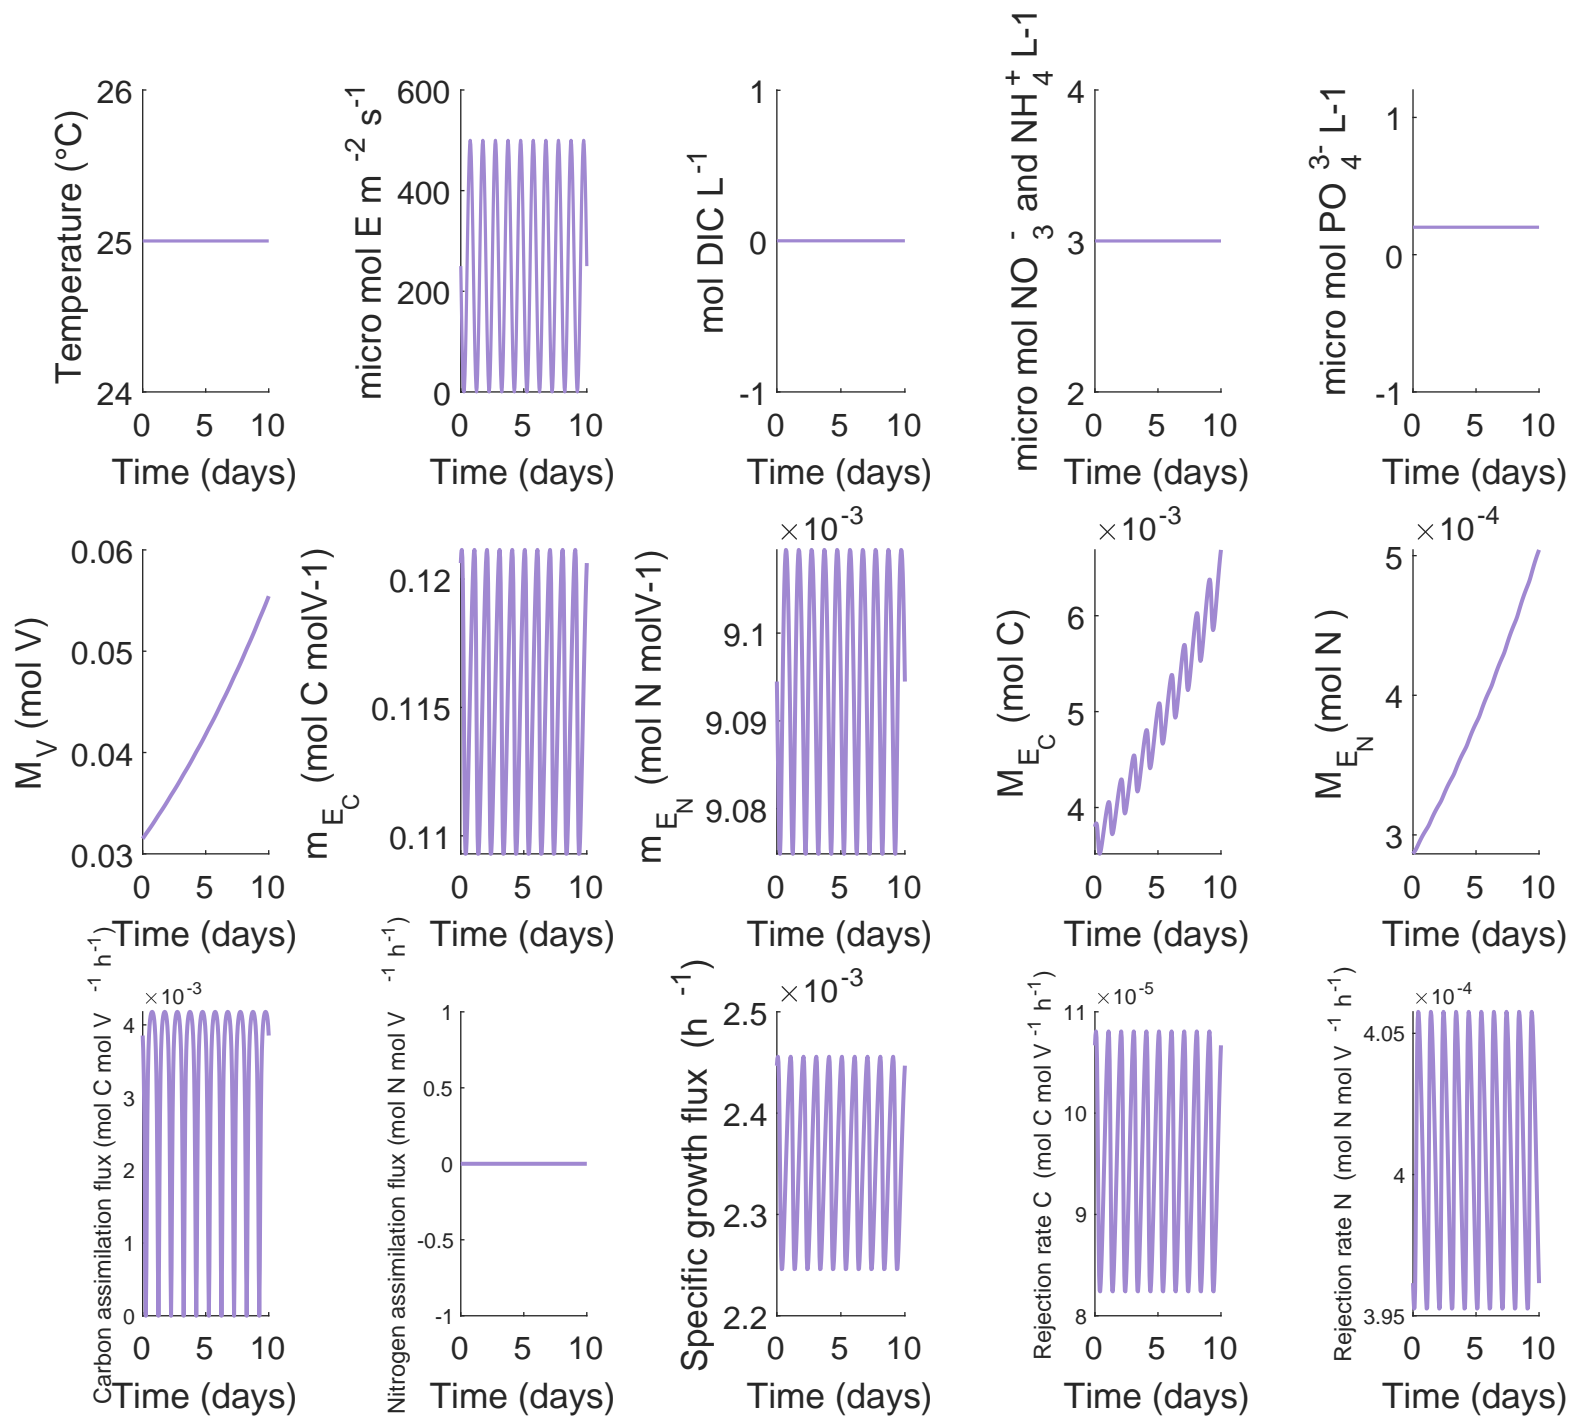 Temperature (°C)
26
25
24
0 5 10
Time (days)
micro mol E m -2 s-1
600
400
200
0
0 5 10
Time (days)
mol DIC L-1
1
0
-1
0 5 10
Time (days)
micro mol NO3- and NH4+ L-1
4
3
2
0 5 10
Time (days)
micro mol PO43- L-1
1
0
-1
0 5 10
Time (days)
MV (mol V)
0.06
0.05
0.04
0.03
0 5 10
Time (days)
mEC (mol C molV-1)
0.12
0.115
0.11
0 5 10
Time (days)
mEN (mol N molV-1)
×10-3
9.1
9.09
9.08
0 5 10
Time (days)
MEC (mol C)
×10-3
6
5
4
0 5 10
Time (days)
MEN (mol N )
×10-4
5
4
3
0 5 10
Time (days)
Carbon assimilation flux (mol C mol V -1 h-1)
×10-3
4
3
2
1
0
0 5 10
Time (days)
Nitrogen assimilation flux (mol N mol V -1 h-1)
1
0.5
0
-0.5
-1
0 5 10
Time (days)
Specific growth flux (h -1)
×10-3
2.5
2.4
2.3
2.2
0 5 10
Time (days)
Rejection rate C (mol C mol V -1 h-1)
×10-5
11
10
9
8
0 5 10
Time (days)
Rejection rate N (mol N mol V -1 h-1)
×10-4
4.05
4
3.95
0 5 10
Time (days)